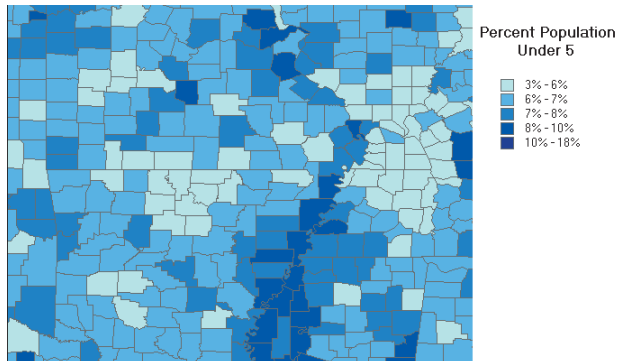 Percent Population
Under 5
3% - 6%
6% - 7%
7% - 8%
8% - 10%
10% - 18%